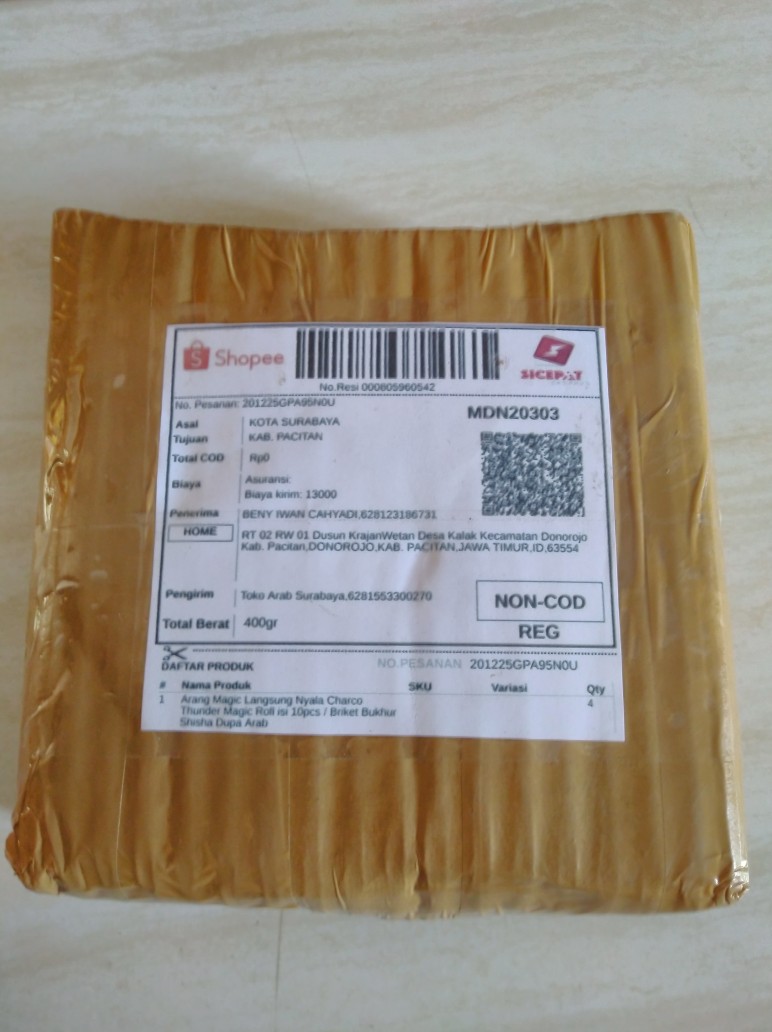 Shopee
SICEPAT
No.Resi 000805960542
No. Pesanan: 201225GPA95N0U
MDN20303
Asal KOTA SURABAYA
Tujuan KAB. PACITAN
Total COD Rp0
Biaya Asuransi:
Biaya kirim: 13000
Penerima BENY IWAN CAHYADI,628123186731
HOME RT 02 RW 01 Dusun KrajanWetan Desa Kalak Kecamatan Donorojo
Kab. Pacitan,DONOROJO,KAB. PACITAN,JAWA TIMUR,ID,63554
Pengirim Toko Arab Surabaya,6281553300270
NON-COD
Total Berat 400gr
REG
DAFTAR PRODUK NO.PESANAN 201225GPA95N0U
# Nama Produk SKU Variasi Qty
1 Arang Magic Langsung Nyala Charco 4
Thunder Magic Roll isi 10pcs / Briket Bukhur
Shisha Dupa Arab